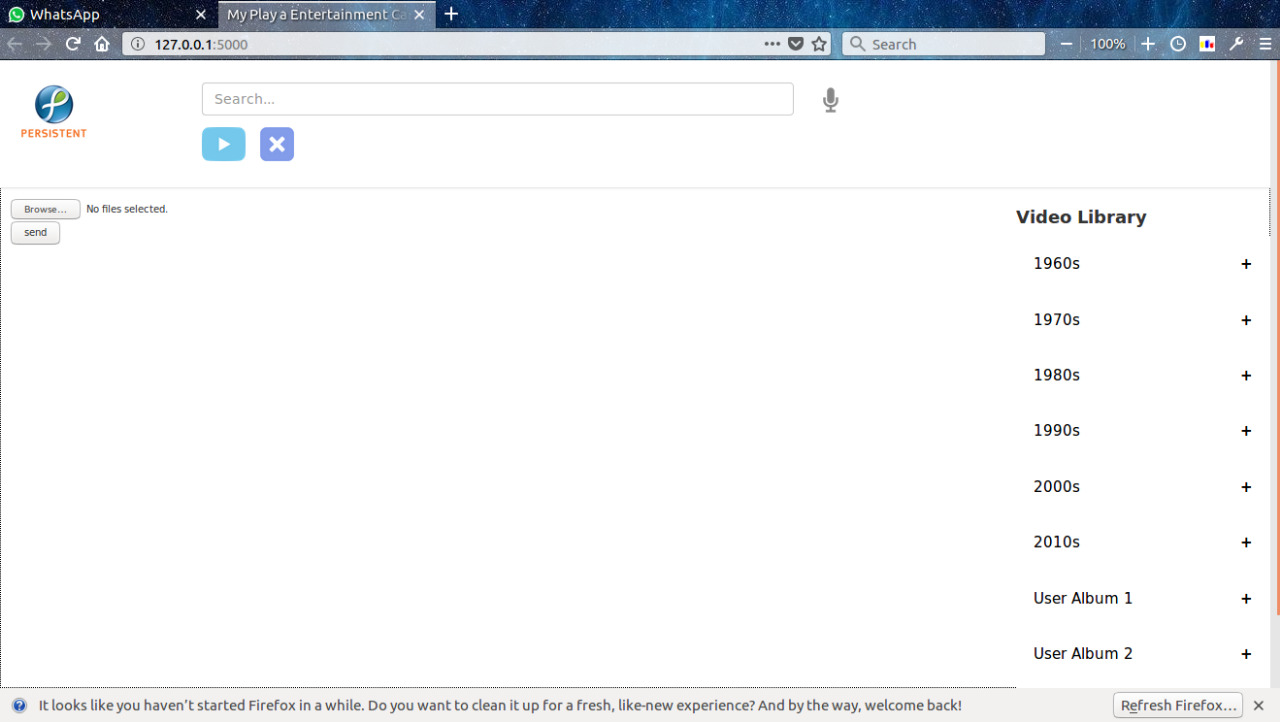 WhatsApp
My Play a Entertainment Ca
127.0.0.1:5000
Search
100%
PERSISTENT
Search...
Browse... No files selected.
send
Video Library
1960s +
1970s +
1980s +
1990s +
2000s +
2010s +
User Album 1 +
User Album 2 +
It looks like you haven't started Firefox in a while. Do you want to clean it up for a fresh, like-new experience? And by the way, welcome back!
Refresh Firefox...